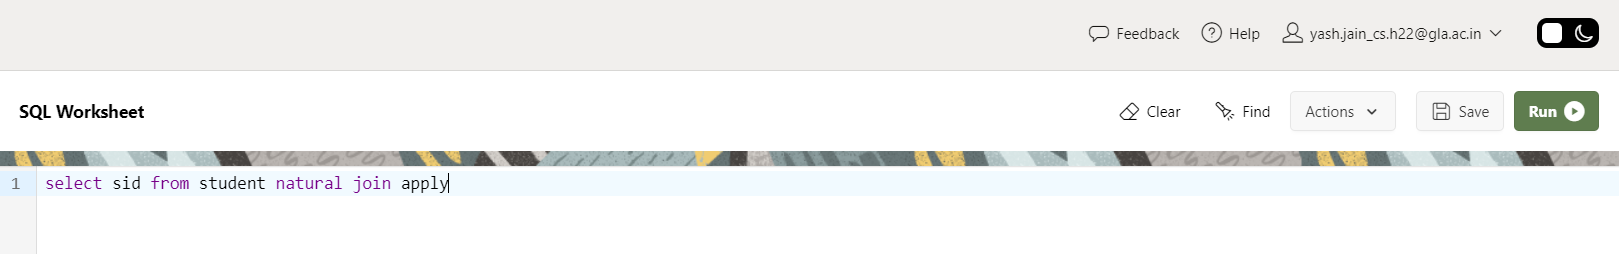 Feedback Help yash.jain_cs.h22@gla.ac.in
SQL Worksheet Clear Find Actions Save Run
1 select sid from student natural join apply